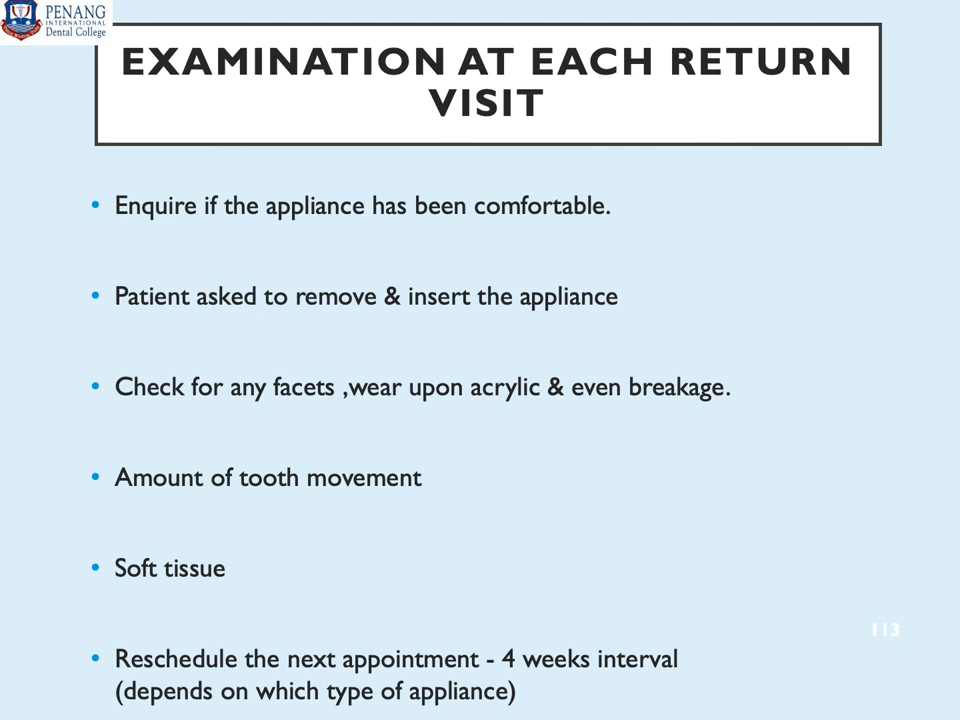 PENANG
INTERNATIONAL
Dental College
EXAMINATION AT EACH RETURN
VISIT
• Enquire if the appliance has been comfortable.
• Patient asked to remove & insert the appliance
• Check for any facets ,wear upon acrylic & even breakage.
• Amount of tooth movement
• Soft tissue
113
• Reschedule the next appointment - 4 weeks interval
(depends on which type of appliance)